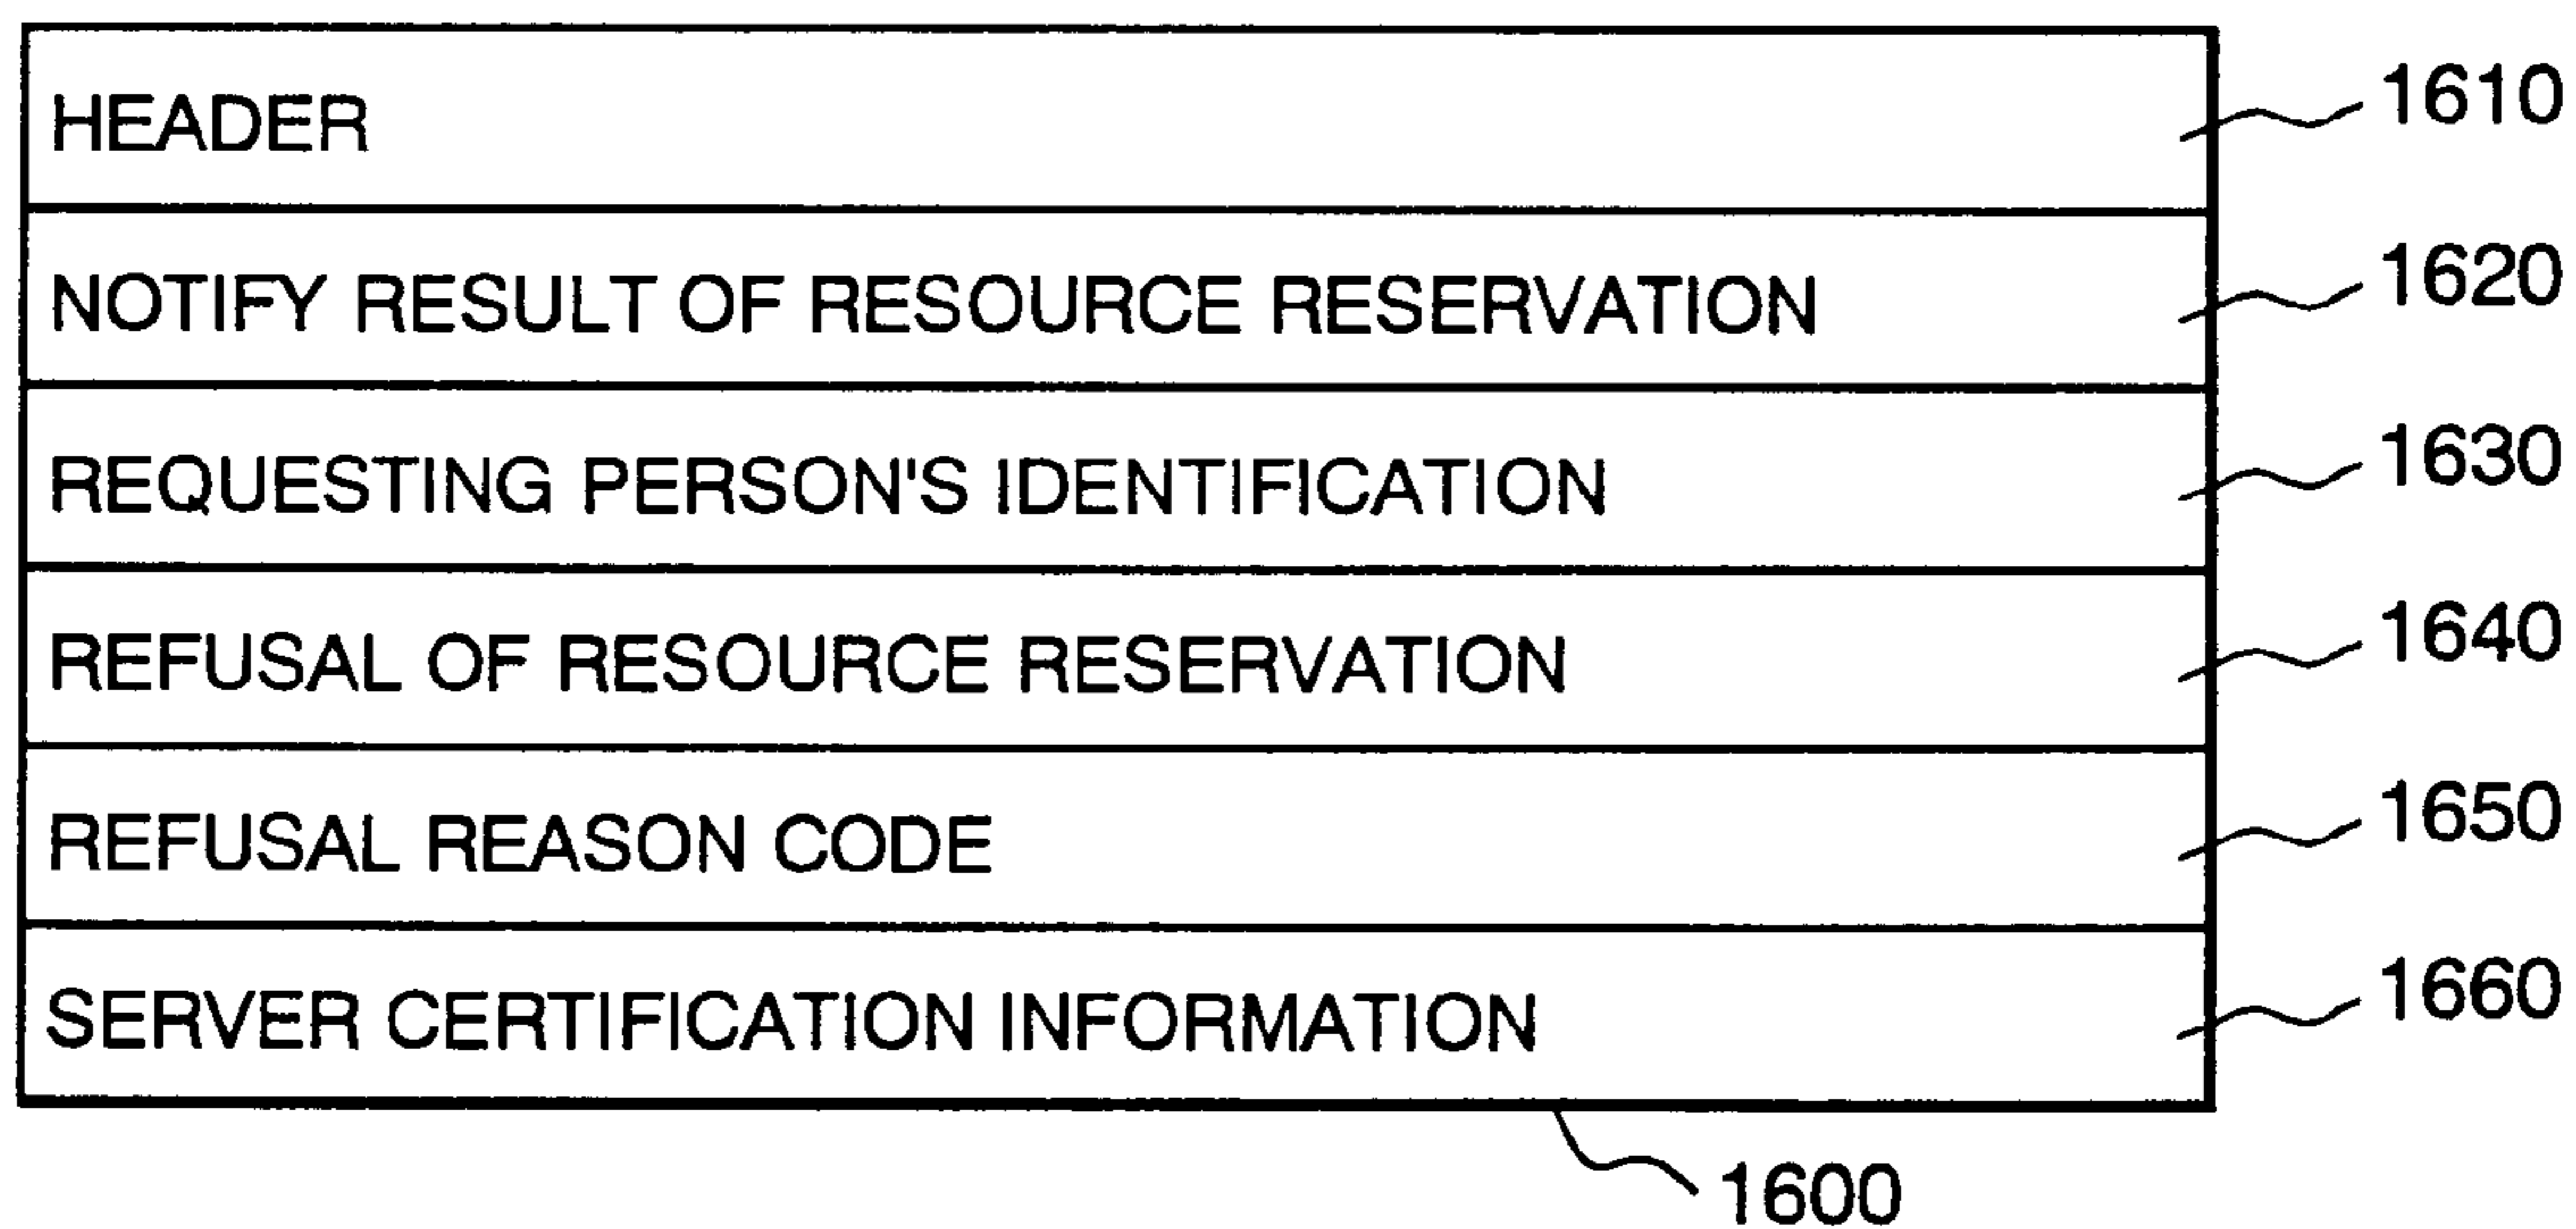 HEADER 1610
NOTIFY RESULT OF RESOURCE RESERVATION 1620
REQUESTING PERSON'S IDENTIFICATION 1630
REFUSAL OF RESOURCE RESERVATION 1640
REFUSAL REASON CODE 1650
SERVER CERTIFICATION INFORMATION 1660
1600